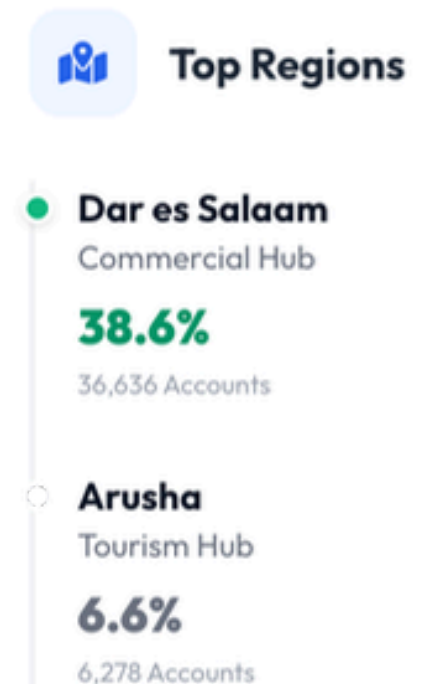 Top Regions
Dar es Salaam
Commercial Hub
38.6%
36,636 Accounts
Arusha
Tourism Hub
6.6%
6,278 Accounts